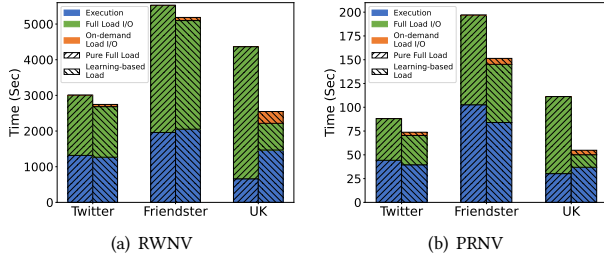 Time (Sec)
5000
4000
3000
2000
1000
0
Execution
Full Load I/O
On-demand
Load I/O
Pure Full Load
Learning-based
Load
Twitter
Friendster
UK
(a) RWNV
Time (Sec)
200
175
150
125
100
75
50
25
0
Execution
Full Load I/O
On-demand
Load I/O
Pure Full Load
Learning-based
Load
Twitter
Friendster
UK
(b) PRNV